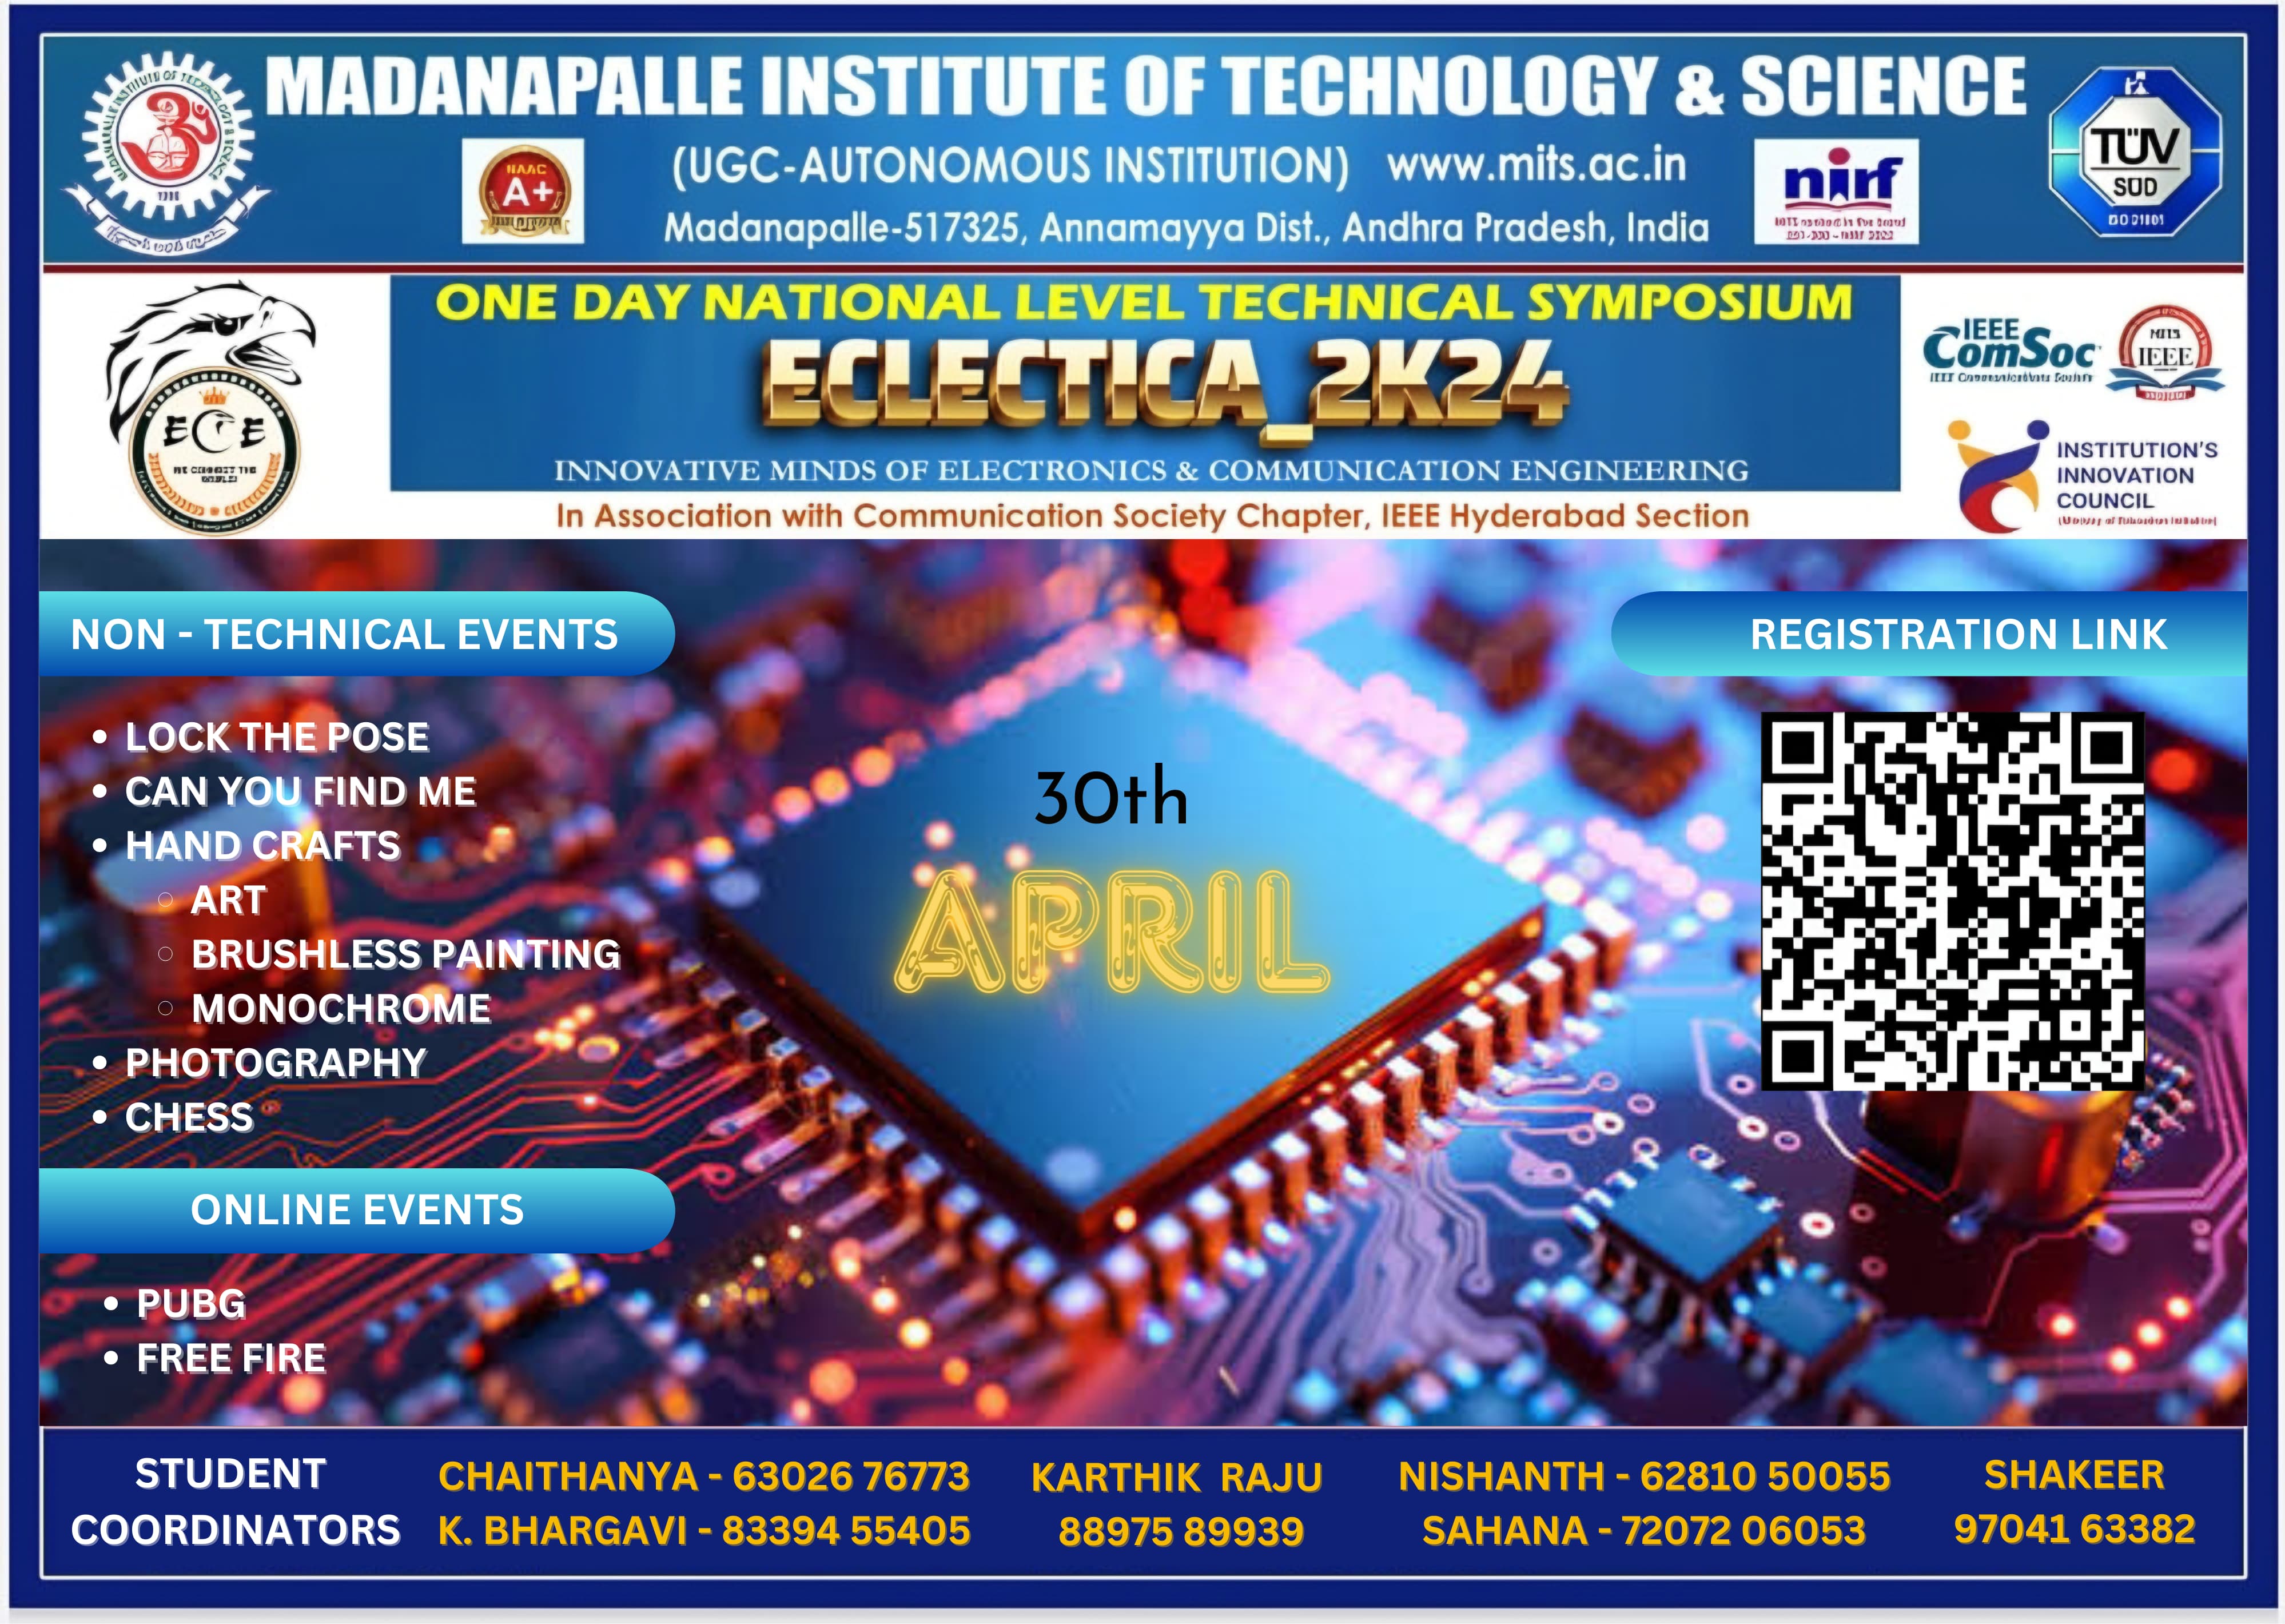 MADANAPALLE INSTITUTE OF TECHNOLOGY & SCIENCE
(UGC-AUTONOMOUS INSTITUTION) www.mits.ac.in
Madanapalle-517325, Annamayya Dist., Andhra Pradesh, India
NAAC
A+
nirf
TÜV
SÜD
ISO 21001
ONE DAY NATIONAL LEVEL TECHNICAL SYMPOSIUM
ECLECTICA_2K24
INNOVATIVE MINDS OF ELECTRONICS & COMMUNICATION ENGINEERING
In Association with Communication Society Chapter, IEEE Hyderabad Section
ECE
IEEE
ComSoc
IEEE Communications Society
MITS
IEEE
INSTITUTION'S
INNOVATION
COUNCIL
NON - TECHNICAL EVENTS
• LOCK THE POSE
• CAN YOU FIND ME
• HAND CRAFTS
○ ART
○ BRUSHLESS PAINTING
○ MONOCHROME
• PHOTOGRAPHY
• CHESS
ONLINE EVENTS
• PUBG
• FREE FIRE
30th
APRIL
REGISTRATION LINK
STUDENT
COORDINATORS
CHAITHANYA - 63026 76773
K. BHARGAVI - 83394 55405
KARTHIK RAJU
88975 89939
NISHANTH - 62810 50055
SAHANA - 72072 06053
SHAKEER
97041 63382